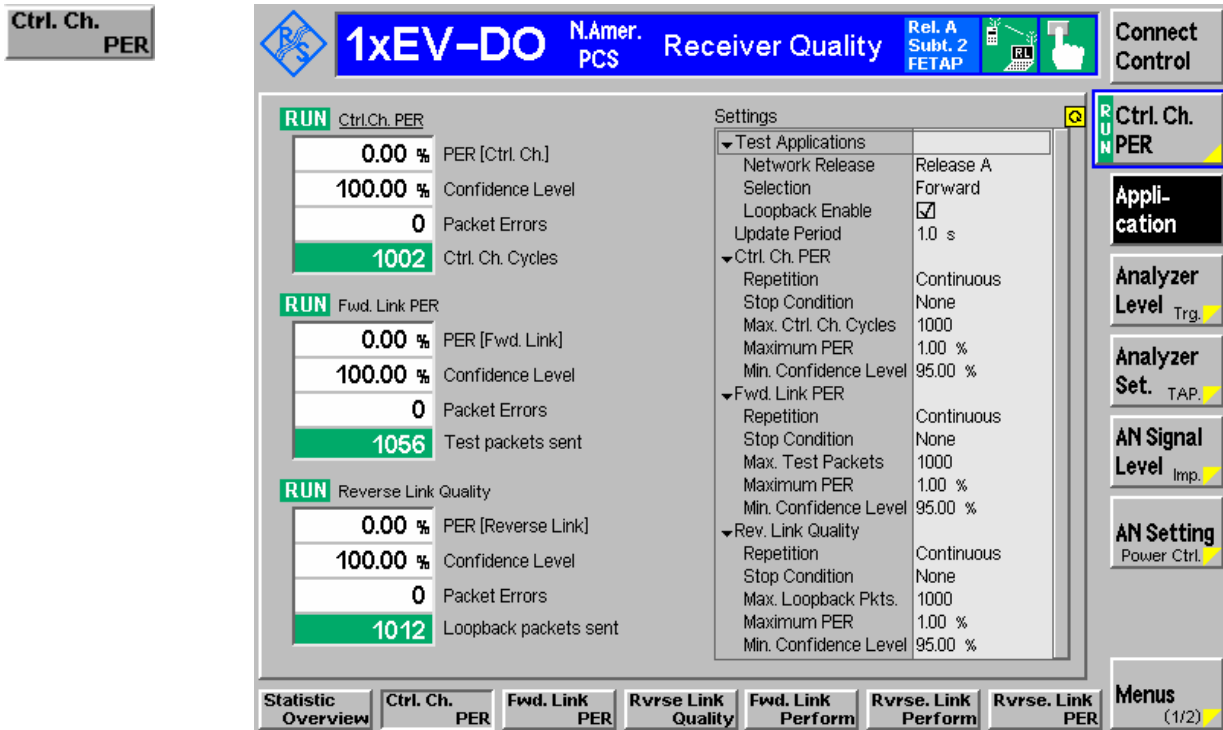 Ctrl. Ch.
PER
R S
1xEV-DO
N.Amer.
PCS
Receiver Quality
Rel. A
Subt. 2
FETAP
RL
Connect
Control
RUN Ctrl.Ch. PER
0.00 % PER [Ctrl. Ch.]
100.00 % Confidence Level
0 Packet Errors
1002 Ctrl. Ch. Cycles
RUN Fwd. Link PER
0.00 % PER [Fwd. Link]
100.00 % Confidence Level
0 Packet Errors
1056 Test packets sent
RUN Reverse Link Quality
0.00 % PER [Reverse Link]
100.00 % Confidence Level
0 Packet Errors
1012 Loopback packets sent
Settings
Test Applications
Network Release Release A
Selection Forward
Loopback Enable
Update Period 1.0 s
Ctrl. Ch. PER
Repetition Continuous
Stop Condition None
Max. Ctrl. Ch. Cycles 1000
Maximum PER 1.00 %
Min. Confidence Level 95.00 %
Fwd. Link PER
Repetition Continuous
Stop Condition None
Max. Test Packets 1000
Maximum PER 1.00 %
Min. Confidence Level 95.00 %
Rev. Link Quality
Repetition Continuous
Stop Condition None
Max. Loopback Pkts. 1000
Maximum PER 1.00 %
Min. Confidence Level 95.00 %
RUN
Ctrl. Ch.
PER
Appli-
cation
Analyzer
Level Trg.
Analyzer
Set. TAP.
AN Signal
Level Imp.
AN Setting
Power Ctrl.
Menus
(1/2)
Statistic
Overview
Ctrl. Ch.
PER
Fwd. Link
PER
Rvrse Link
Quality
Fwd. Link
Perform
Rvrse. Link
Perform
Rvrse. Link
PER